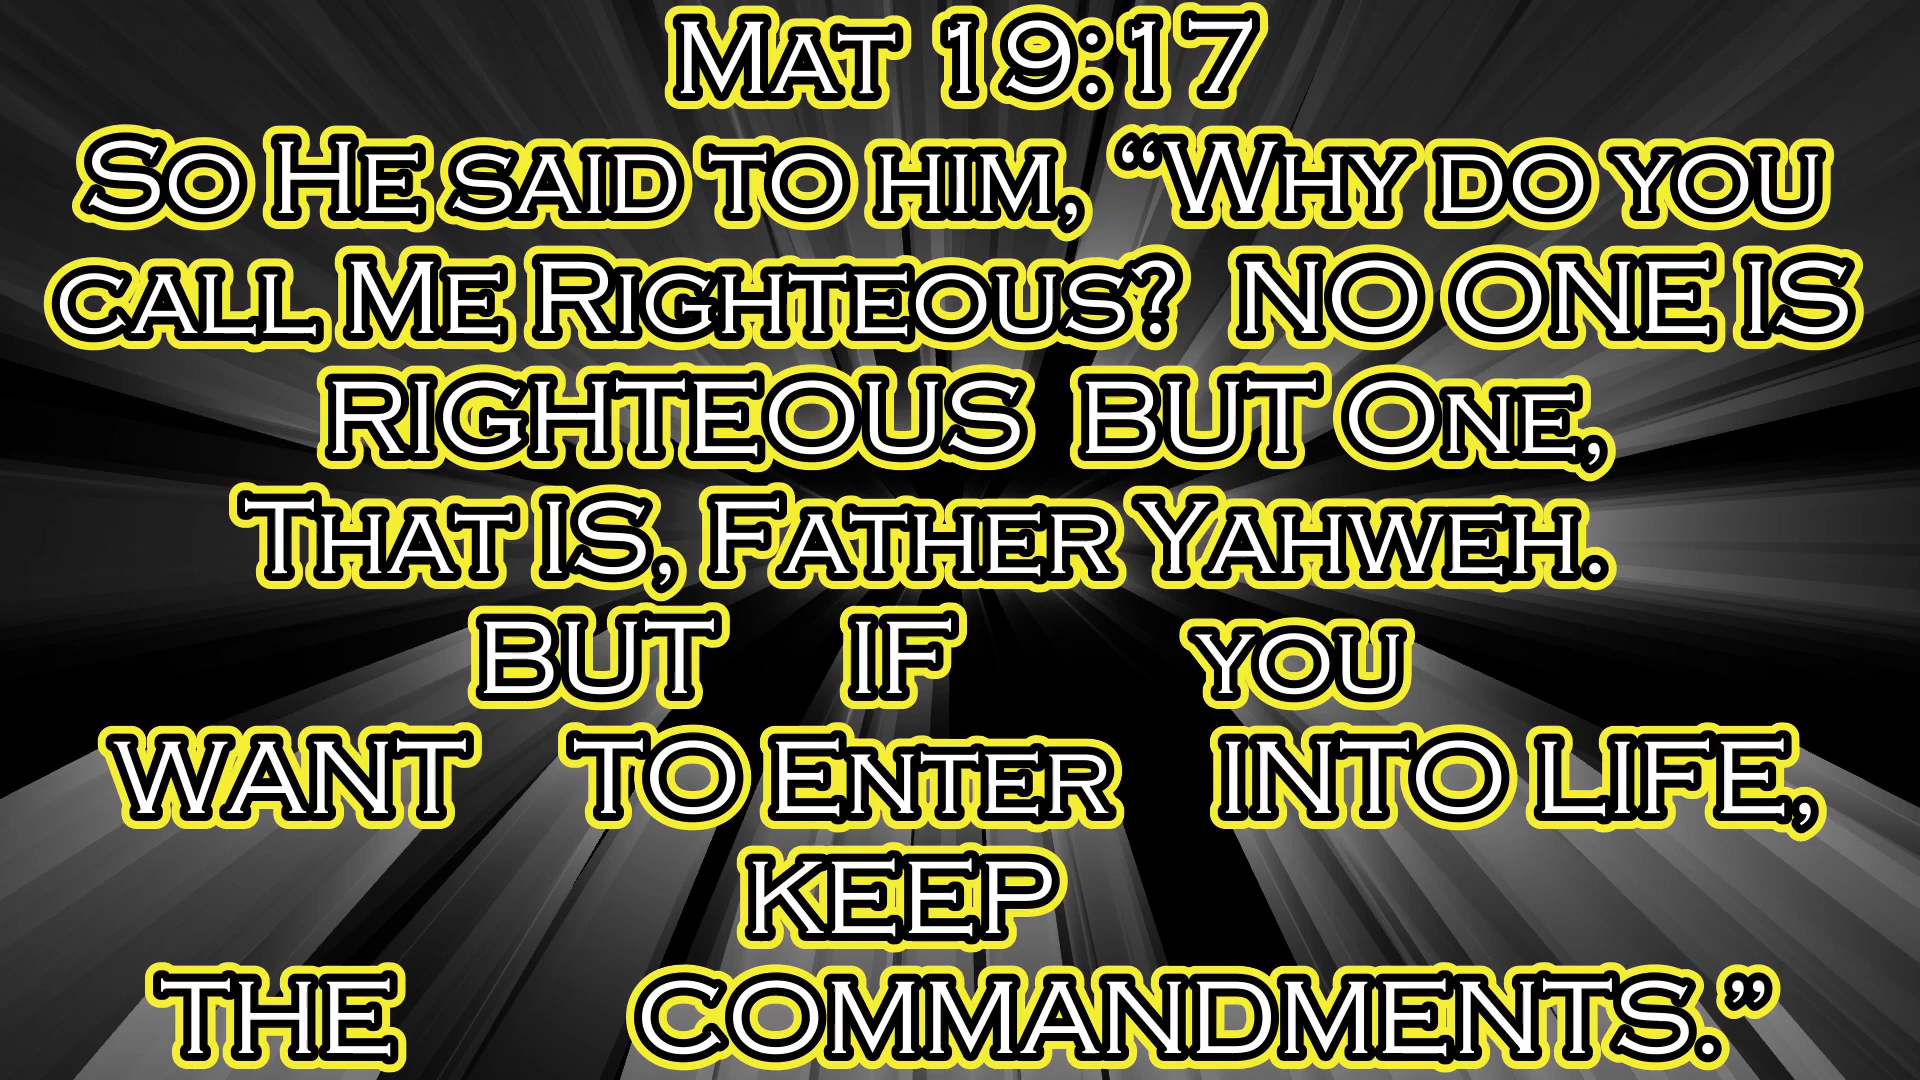 Mat 19:17
So He said to him, “Why do you
call Me Righteous? NO ONE IS
RIGHTEOUS BUT One,
That IS, Father Yahweh.
BUT IF you
WANT TO Enter INTO LIFE,
KEEP
THE COMMANDMENTS.”